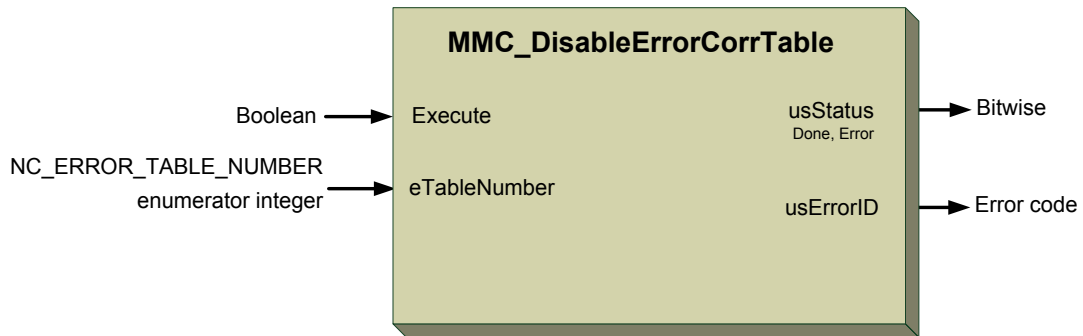 MMC_DisableErrorCorrTable
Boolean
Execute
usStatus
Done, Error
Bitwise
NC_ERROR_TABLE_NUMBER
enumerator integer
eTableNumber
usErrorID
Error code